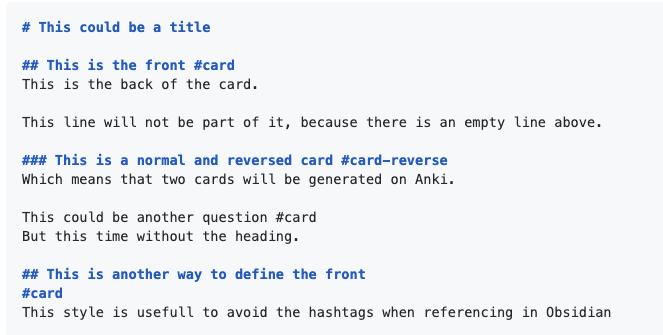 # This could be a title
## This is the front #card
This is the back of the card.
This line will not be part of it, because there is an empty line above.
### This is a normal and reversed card #card-reverse
Which means that two cards will be generated on Anki.
This could be another question #card
But this time without the heading.
## This is another way to define the front
#card
This style is usefull to avoid the hashtags when referencing in Obsidian